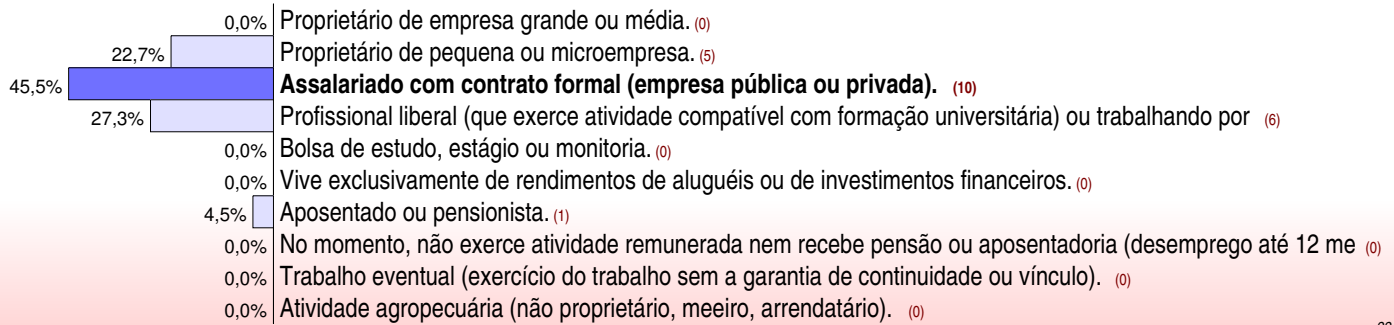 0,0% Proprietário de empresa grande ou média. (0)
22,7% Proprietário de pequena ou microempresa. (5)
45,5% Assalariado com contrato formal (empresa pública ou privada). (10)
27,3% Profissional liberal (que exerce atividade compatível com formação universitária) ou trabalhando por (6)
0,0% Bolsa de estudo, estágio ou monitoria. (0)
0,0% Vive exclusivamente de rendimentos de aluguéis ou de investimentos financeiros. (0)
4,5% Aposentado ou pensionista. (1)
0,0% No momento, não exerce atividade remunerada nem recebe pensão ou aposentadoria (desemprego até 12 me (0)
0,0% Trabalho eventual (exercício do trabalho sem a garantia de continuidade ou vínculo). (0)
0,0% Atividade agropecuária (não proprietário, meeiro, arrendatário). (0)